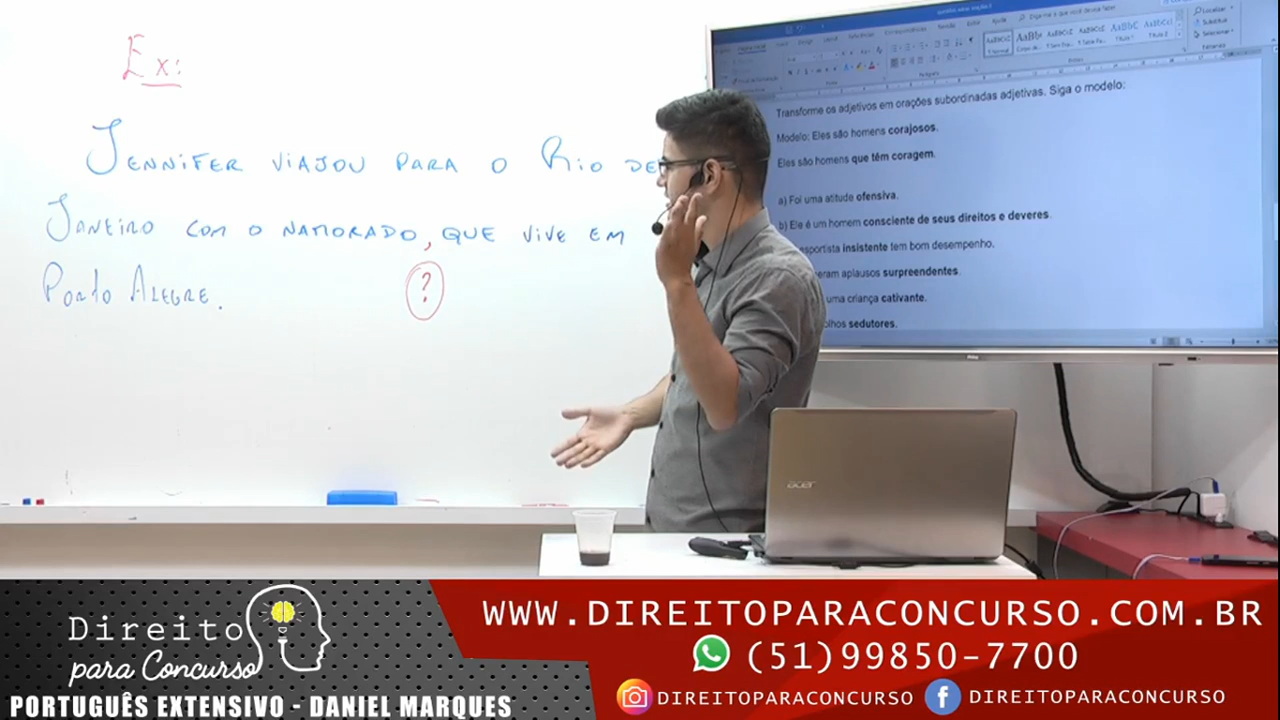 Ex:
JENNIFER VIAJOU PARA O RIO DE
JANEIRO COM O NAMORADO, QUE VIVE EM
PORTO ALEGRE.
?
Transforme os adjetivos em orações subordinadas adjetivas. Siga o modelo:
Modelo: Eles são homens corajosos.
Eles são homens que têm coragem.
a) Foi uma atitude ofensiva.
b) Ele é um homem consciente de seus direitos e deveres.
esportista insistente tem bom desempenho.
aplausos surpreendentes.
uma criança cativante.
sedutores.
acer
Direito
para Concurso
PORTUGUÊS EXTENSIVO - DANIEL MARQUES
WWW.DIREITOPARACONCURSO.COM.BR
(51)99850-7700
DIREITOPARACONCURSO
DIREITOPARACONCURSO